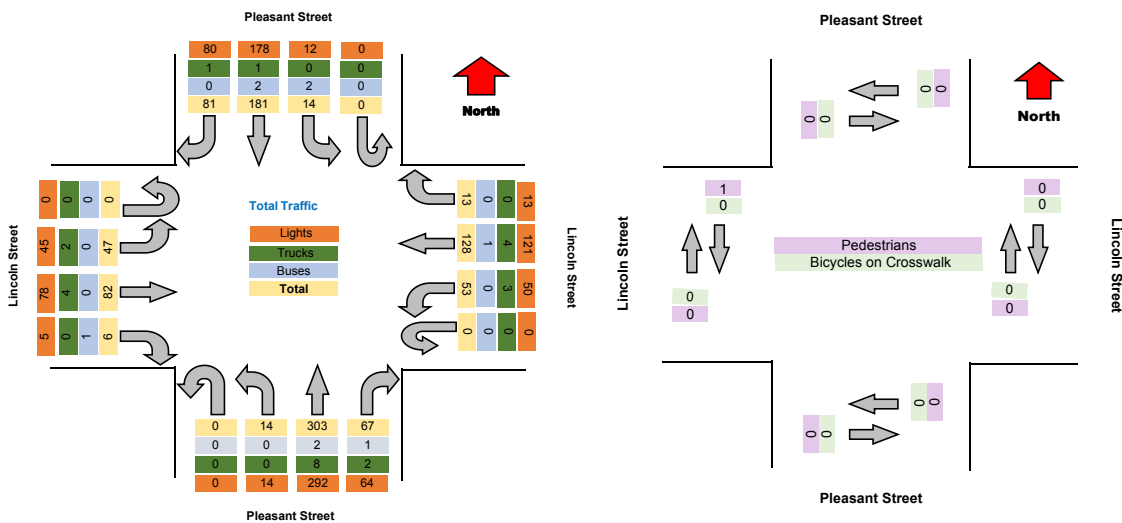 Pleasant Street
80 178 12 0
1 1 0 0
0 2 2 0
81 181 14 0
North
Lincoln Street
0 0 0 0
45 2 0 47
78 4 0 82
5 0 1 6
Total Traffic
Lights
Trucks
Buses
Total
13 0 0 13
128 1 4 121
53 0 3 50
0 0 0 0
Lincoln Street
0 14 303 67
0 0 2 1
0 0 8 2
0 14 292 64
Pleasant Street
Pleasant Street
0 0
0 0
North
Lincoln Street
1
0
0
0
Pedestrians
Bicycles on Crosswalk
0
0
0
0
Lincoln Street
0 0
0 0
Pleasant Street